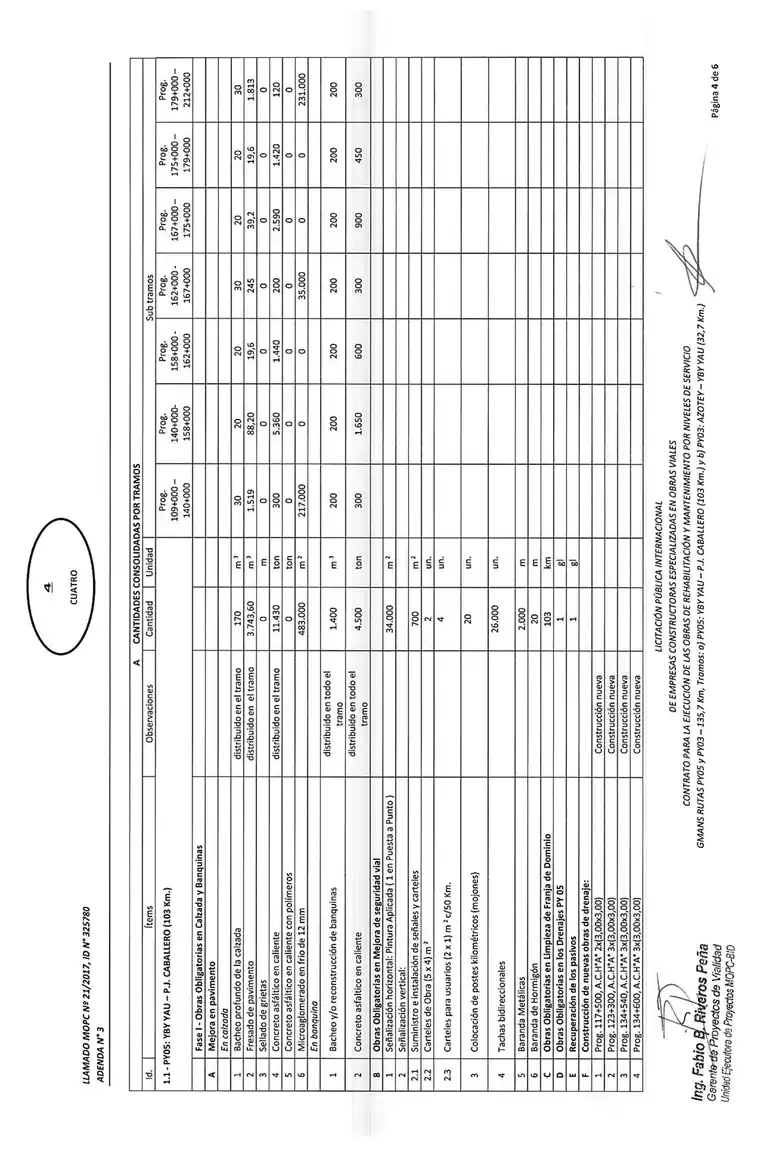 4
CUATRO
LLAMADO MOPC Nº 21/2017, ID N° 325780
ADENDA N° 3
A CANTIDADES CONSOLIDADAS POR TRAMOS
Id. Ítems Observaciones Cantidad Unidad Sub tramos
Prog. 109+000 – 140+000 Prog. 140+000- 158+000 Prog. 158+000 - 162+000 Prog. 162+000 - 167+000 Prog. 167+000 – 175+000 Prog. 175+000 – 179+000 Prog. 179+000 – 212+000
1.1 - PY05: YBY YAU – P.J. CABALLERO (103 Km.)
Fase I - Obras Obligatorias en Calzada y Banquinas
A Mejora en pavimento
En calzada
1 Bacheo profundo de la calzada distribuido en el tramo 170 m ³ 30 20 20 30 20 20 30
2 Fresado de pavimento distribuido en el tramo 3.743,60 m ³ 1.519 88,20 19,6 245 39,2 19,6 1.813
3 Sellado de grietas 0 m 0 0 0 0 0 0 0
4 Concreto asfáltico en caliente distribuido en el tramo 11.430 ton 300 5.360 1.440 200 2.590 1.420 120
5 Concreto asfáltico en caliente con polímeros 0 ton 0 0 0 0 0 0 0
6 Microaglomerado en frío de 12 mm 483.000 m ² 217.000 0 0 35.000 0 0 231.000
En banquina
1 Bacheo y/o reconstrucción de banquinas distribuido en todo el tramo 1.400 m ³ 200 200 200 200 200 200 200
2 Concreto asfaltico en caliente distribuido en todo el tramo 4.500 ton 300 1.650 600 300 900 450 300
B Obras Obligatorias en Mejora de seguridad vial
1 Señalización horizontal: Pintura Aplicada ( 1 en Puesta a Punto ) 34.000 m ²
2 Señalización vertical:
2.1 Suministro e instalación de señales y carteles 700 m ²
2.2 Carteles de Obra (5 x 4) m ² 2 un.
2.3 Carteles para usuarios (2 x 1) m ² c/50 Km. 4 un.
3 Colocación de postes kilométricos (mojones) 20 un.
4 Tachas bidireccionales 26.000 un.
5 Baranda Metálicas 2.000 m
6 Baranda de Hormigón 20 m
C Obras Obligatorias en Limpieza de Franja de Dominio 103 km
D Obras Obligatorias en los Drenajes PY 05 1 gl
E Recuperación de los pasivos 1 gl
F Construcción de nuevas obras de drenaje:
1 Prog. 117+500, A.C.H°A° 2x(3,00x3,00) Construcción nueva
2 Prog. 123+300, A.C.H°A° 3x(3,00x3,00) Construcción nueva
3 Prog. 134+540, A.C.H°A° 3x(3,00x3,00) Construcción nueva
4 Prog. 134+600, A.C.H°A° 3x(3,00x3,00) Construcción nueva
LICITACIÓN PÚBLICA INTERNACIONAL
DE EMPRESAS CONSTRUCTORAS ESPECIALIZADAS EN OBRAS VIALES
CONTRATO PARA LA EJECUCIÓN DE LAS OBRAS DE REHABILITACIÓN Y MANTENIMIENTO POR NIVELES DE SERVICIO
GMANS RUTAS PY05 y PY03 – 135,7 Km, Tramos: a) PY05: YBY YAU – P.J. CABALLERO (103 Km.) y b) PY03: AZOTEY – YBY YAU (32,7 Km.)
Ing. Fabio B. Riveros Peña
Gerente de Proyectos de Vialidad
Unidad Ejecutora de Proyectos MOPC-BID
Página 4 de 6